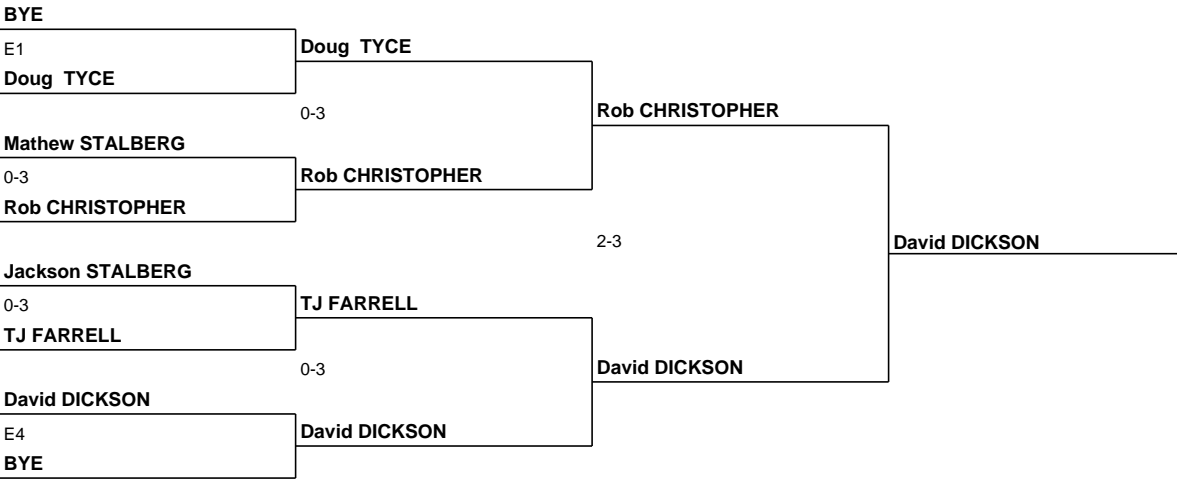 BYE
E1
Doug TYCE
Doug TYCE
0-3
Rob CHRISTOPHER
Mathew STALBERG
0-3
Rob CHRISTOPHER
Rob CHRISTOPHER
2-3
David DICKSON
Jackson STALBERG
0-3
TJ FARRELL
TJ FARRELL
0-3
David DICKSON
David DICKSON
E4
David DICKSON
BYE